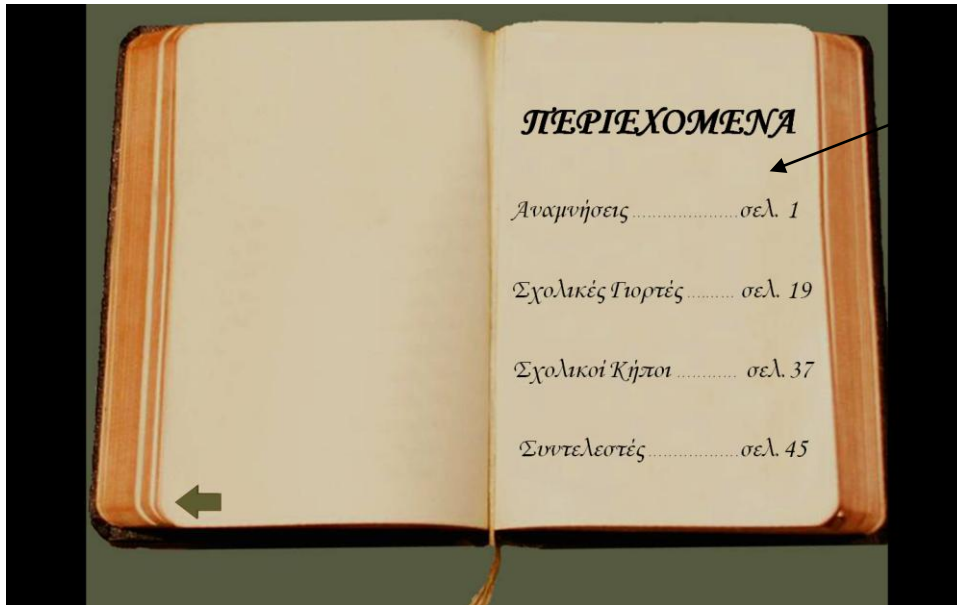 ΠΕΡΙΕΧΟΜΕΝΑ
Αναμνήσεις ..................... σελ. 1
Σχολικές Γιορτές .......... σελ. 19
Σχολικοί Κήποι ............ σελ. 37
Συντελεστές .................. σελ. 45